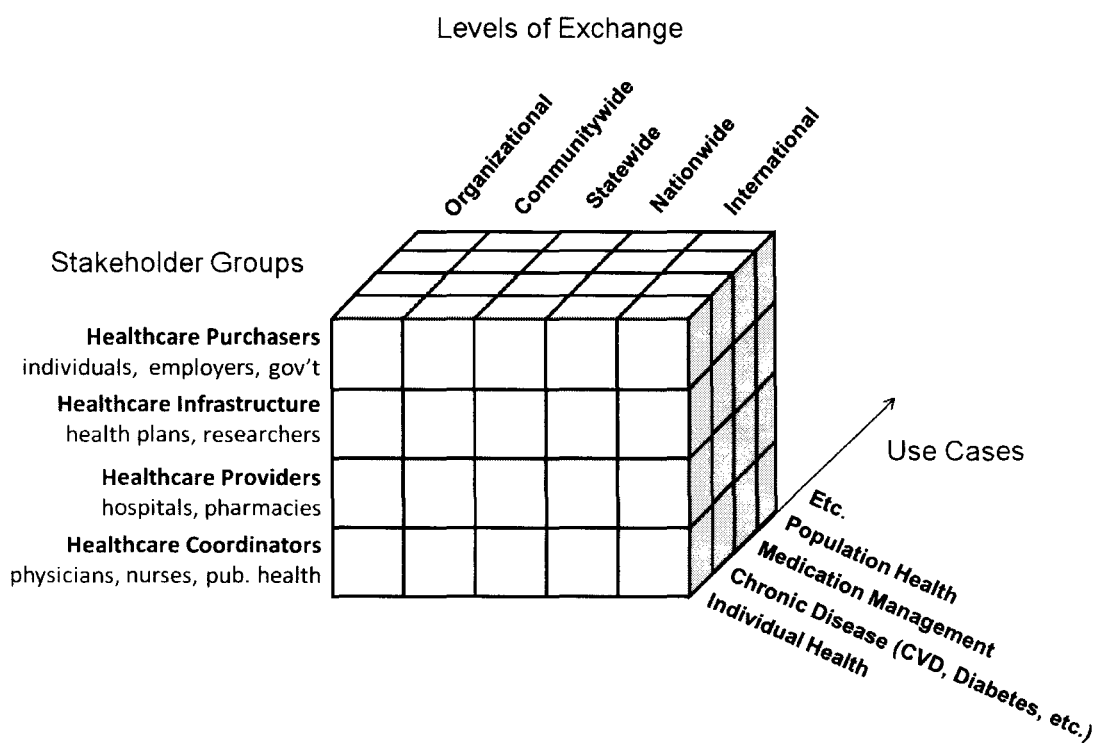 Levels of Exchange
Organizational
Communitywide
Statewide
Nationwide
International
Stakeholder Groups
Healthcare Purchasers
individuals, employers, gov't
Healthcare Infrastructure
health plans, researchers
Healthcare Providers
hospitals, pharmacies
Healthcare Coordinators
physicians, nurses, pub. health
Use Cases
Etc.
Population Health
Medication Management
Chronic Disease (CVD, Diabetes, etc.)
Individual Health